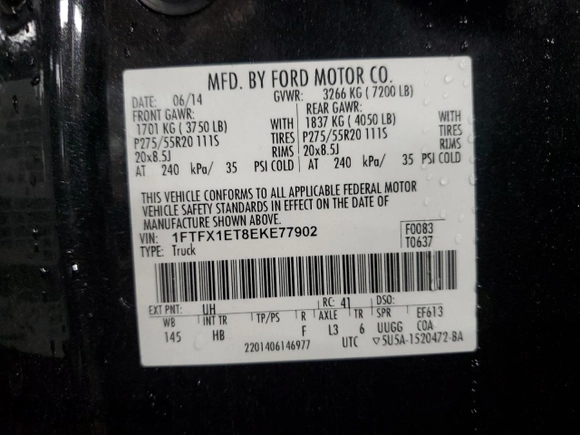 MFD. BY FORD MOTOR CO.
DATE: 06/14 GVWR: 3266 KG ( 7200 LB)
FRONT GAWR: REAR GAWR:
1701 KG ( 3750 LB) WITH 1837 KG ( 4050 LB) WITH
P275/55R20 111S TIRES P275/55R20 111S TIRES
20x8.5J RIMS 20x8.5J RIMS
AT 240 kPa/ 35 PSI COLD AT 240 kPa/ 35 PSI COLD
THIS VEHICLE CONFORMS TO ALL APPLICABLE FEDERAL MOTOR
VEHICLE SAFETY STANDARDS IN EFFECT ON THE DATE OF
MANUFACTURE SHOWN ABOVE.
VIN: 1FTFX1ET8EKE77902 F0083
TYPE: Truck T0637
EXT PNT: UH RC: 41 DSO:
WB INT TR TP/PS R AXLE TR SPR EF613
145 HB F L3 6 UUGG COA
2201406146977 UTC ▽5U5A-1520472-BA